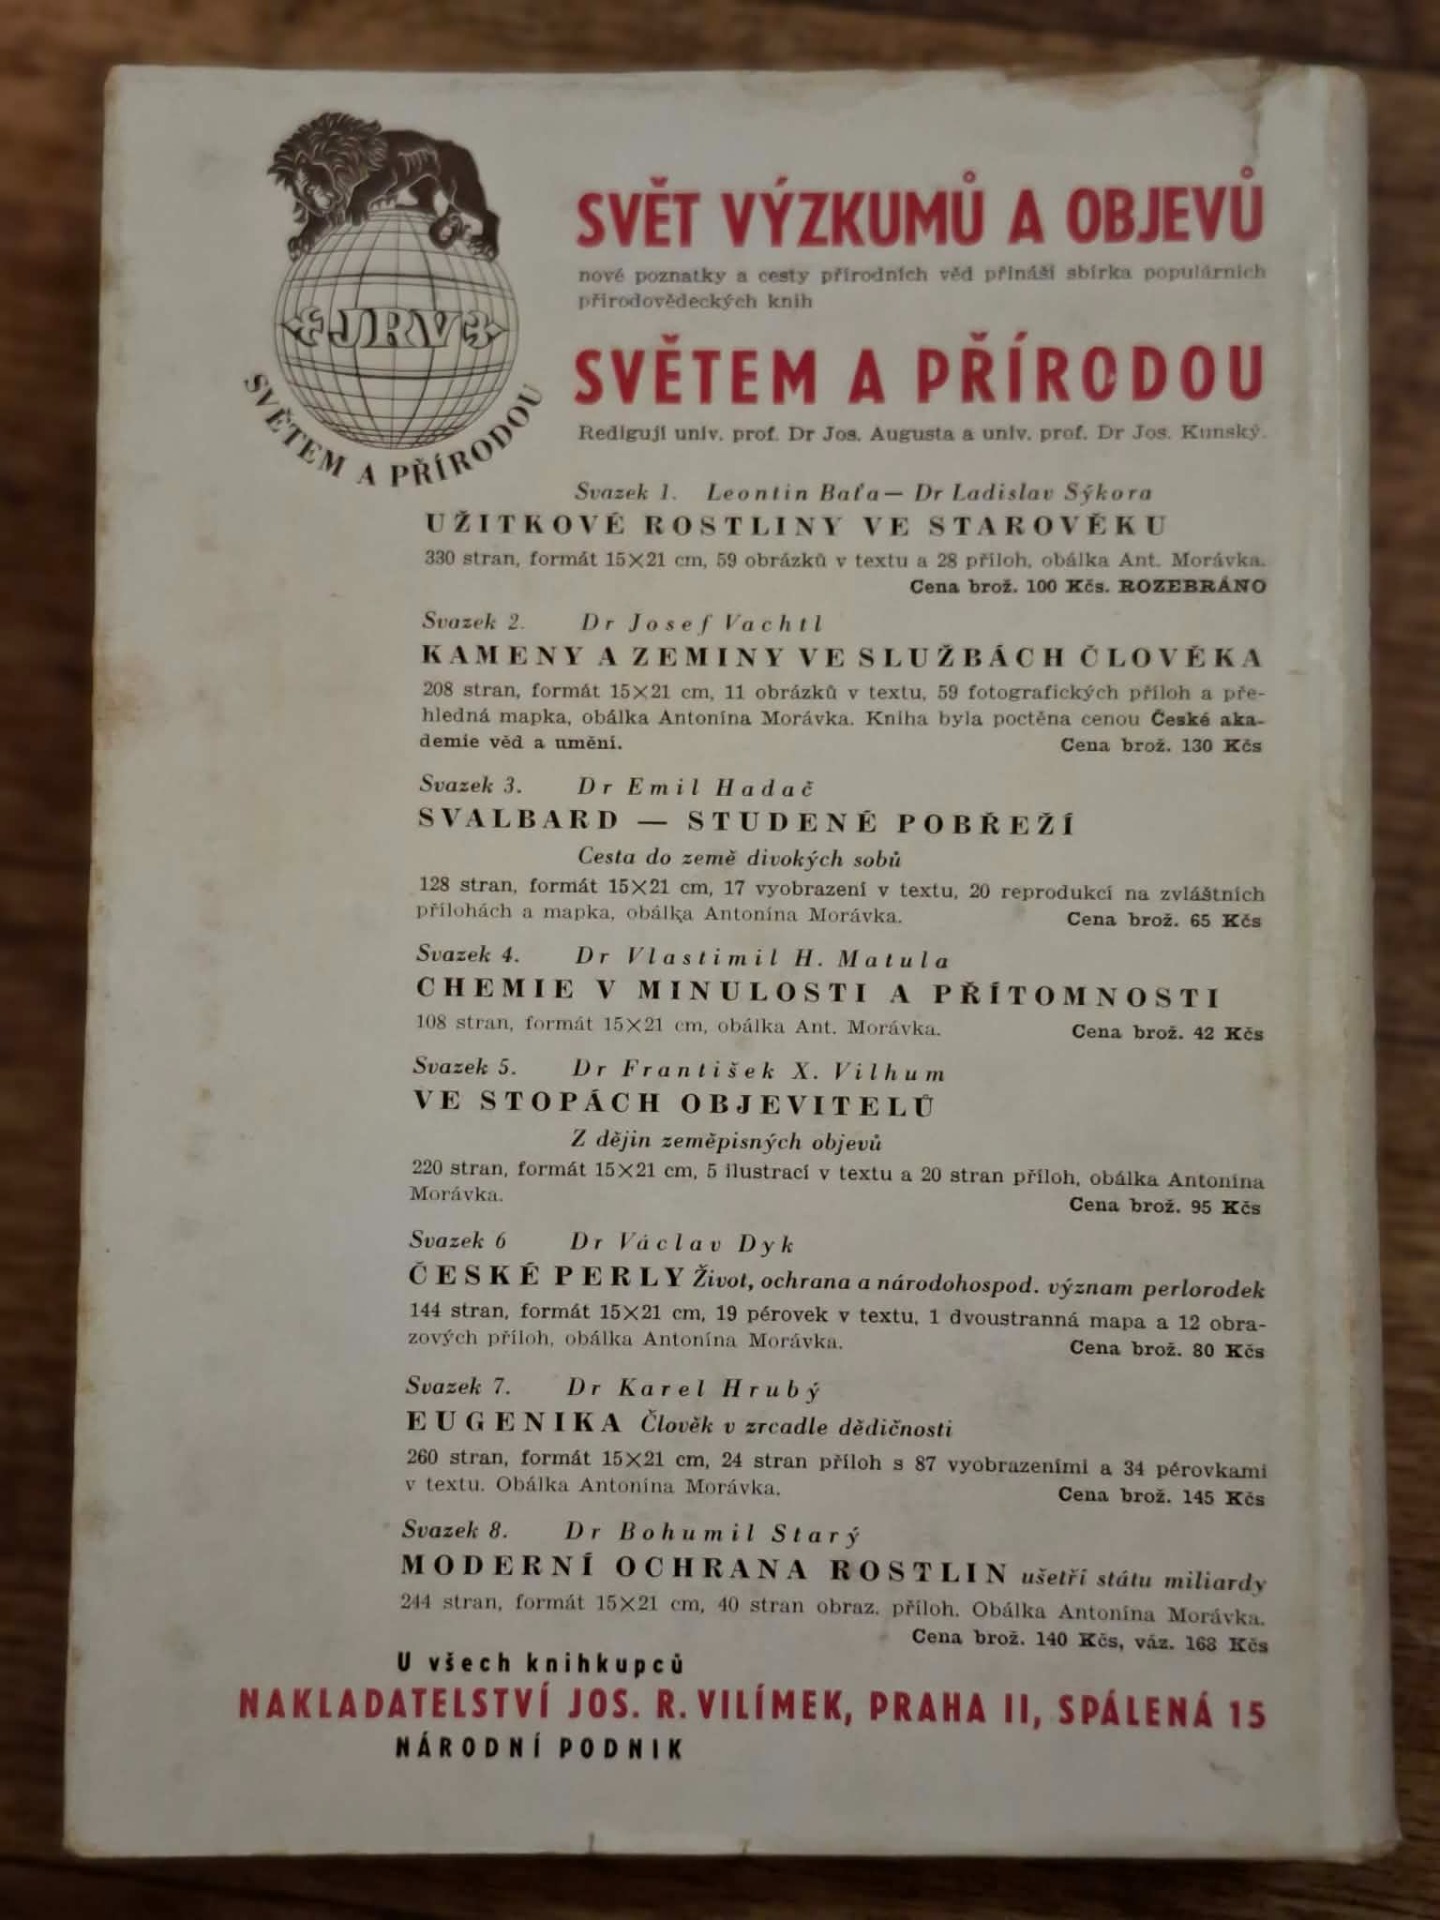 JRV
SVĚTEM A PŘÍRODOU
SVĚT VÝZKUMŮ A OBJEVŮ
nové poznatky a cesty přírodních věd přináší sbírka populárních
přírodovědeckých knih
SVĚTEM A PŘÍRODOU
Redigují univ. prof. Dr Jos. Augusta a univ. prof. Dr Jos. Kunský.
Svazek 1. Leontin Baťa — Dr Ladislav Sýkora
UŽITKOVÉ ROSTLINY VE STAROVĚKU
330 stran, formát 15×21 cm, 59 obrázků v textu a 28 příloh, obálka Ant. Morávka.
Cena brož. 100 Kčs. ROZEBRÁNO
Svazek 2. Dr Josef Vachtl
KAMENY A ZEMINY VE SLUŽBÁCH ČLOVĚKA
208 stran, formát 15×21 cm, 11 obrázků v textu, 59 fotografických příloh a pře-
hledná mapka, obálka Antonína Morávka. Kniha byla poctěna cenou České aka-
demie věd a umění. Cena brož. 130 Kčs
Svazek 3. Dr Emil Hadač
SVALBARD — STUDENÉ POBŘEŽÍ
Cesta do země divokých sobů
128 stran, formát 15×21 cm, 17 vyobrazení v textu, 20 reprodukcí na zvláštních
přílohách a mapka, obálka Antonína Morávka. Cena brož. 65 Kčs
Svazek 4. Dr Vlastimil H. Matula
CHEMIE V MINULOSTI A PŘÍTOMNOSTI
108 stran, formát 15×21 cm, obálka Ant. Morávka. Cena brož. 42 Kčs
Svazek 5. Dr František X. Vilhum
VE STOPÁCH OBJEVITELŮ
Z dějin zeměpisných objevů
220 stran, formát 15×21 cm, 5 ilustrací v textu a 20 stran příloh, obálka Antonína
Morávka. Cena brož. 95 Kčs
Svazek 6 Dr Václav Dyk
ČESKÉ PERLY Život, ochrana a národohospod. význam perlorodek
144 stran, formát 15×21 cm, 19 pérovek v textu, 1 dvoustranná mapa a 12 obra-
zových příloh, obálka Antonína Morávka. Cena brož. 80 Kčs
Svazek 7. Dr Karel Hrubý
EUGENIKA Člověk v zrcadle dědičnosti
260 stran, formát 15×21 cm, 24 stran příloh s 87 vyobrazeními a 34 pérovkami
v textu. Obálka Antonína Morávka. Cena brož. 145 Kčs
Svazek 8. Dr Bohumil Starý
MODERNÍ OCHRANA ROSTLIN ušetří státu miliardy
244 stran, formát 15×21 cm, 40 stran obraz. příloh. Obálka Antonína Morávka.
Cena brož. 140 Kčs, váz. 168 Kčs
U všech knihkupců
NAKLADATELSTVÍ JOS. R. VILÍMEK, PRAHA II, SPÁLENÁ 15
NÁRODNÍ PODNIK